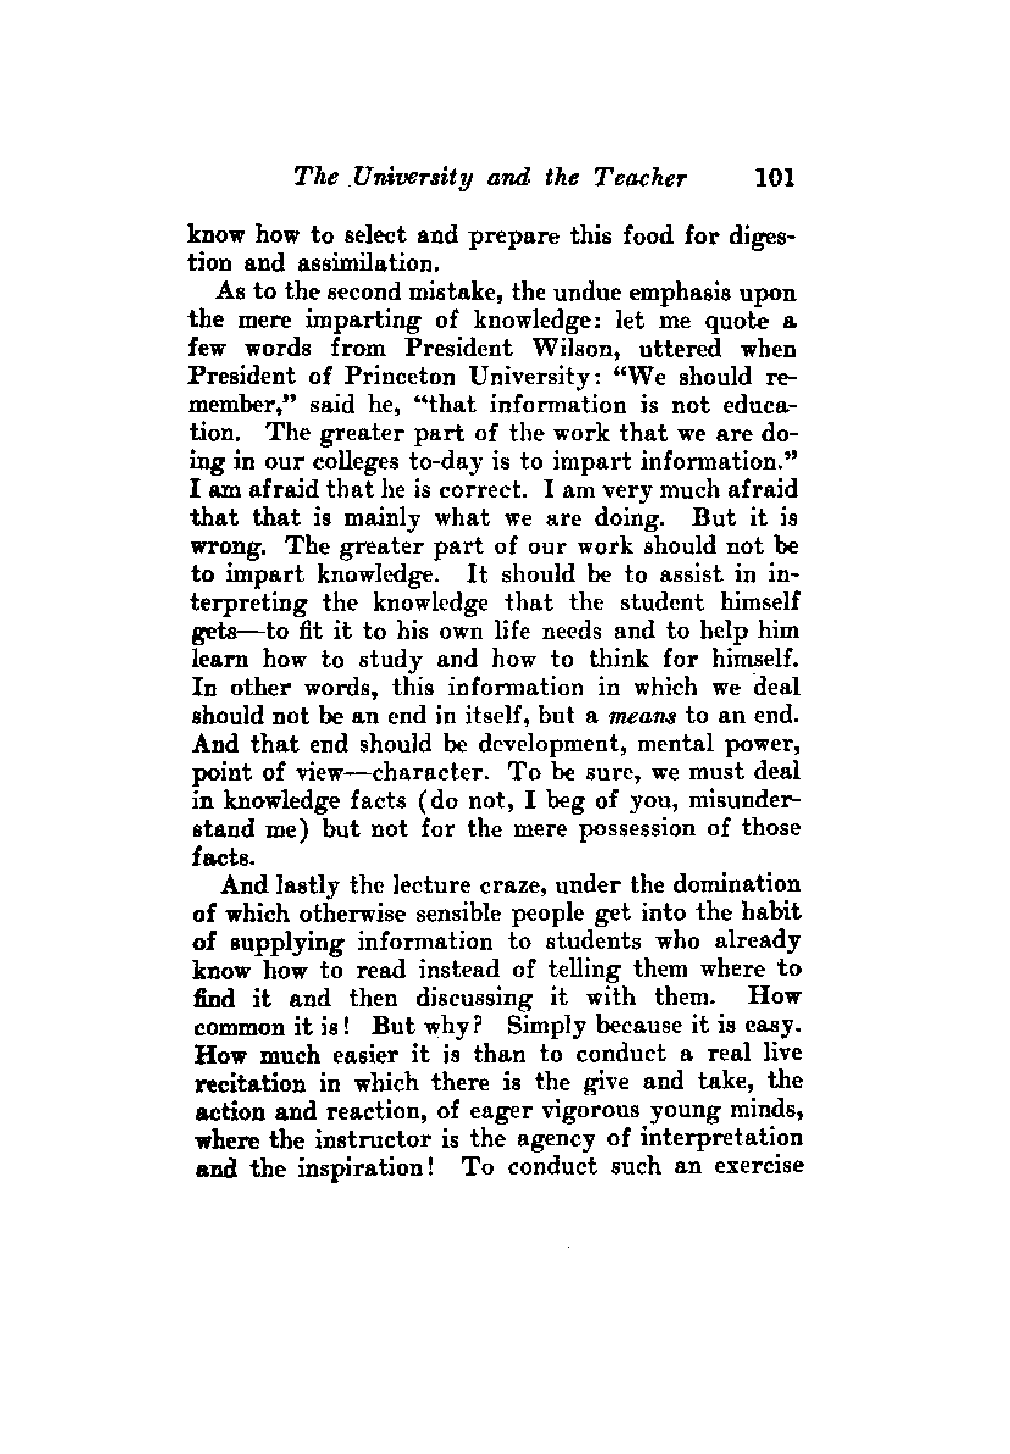 The University and the Teacher 101
know how to select and prepare this food for diges-
tion and assimilation.
As to the second mistake, the undue emphasis upon
the mere imparting of knowledge: let me quote a
few words from President Wilson, uttered when
President of Princeton University: “We should re-
member,” said he, “that information is not educa-
tion. The greater part of the work that we are do-
ing in our colleges to-day is to impart information.”
I am afraid that he is correct. I am very much afraid
that that is mainly what we are doing. But it is
wrong. The greater part of our work should not be
to impart knowledge. It should be to assist in in-
terpreting the knowledge that the student himself
gets—to fit it to his own life needs and to help him
learn how to study and how to think for himself.
In other words, this information in which we deal
should not be an end in itself, but a means to an end.
And that end should be development, mental power,
point of view—character. To be sure, we must deal
in knowledge facts (do not, I beg of you, misunder-
stand me) but not for the mere possession of those
facts.
And lastly the lecture craze, under the domination
of which otherwise sensible people get into the habit
of supplying information to students who already
know how to read instead of telling them where to
find it and then discussing it with them. How
common it is! But why? Simply because it is easy.
How much easier it is than to conduct a real live
recitation in which there is the give and take, the
action and reaction, of eager vigorous young minds,
where the instructor is the agency of interpretation
and the inspiration! To conduct such an exercise